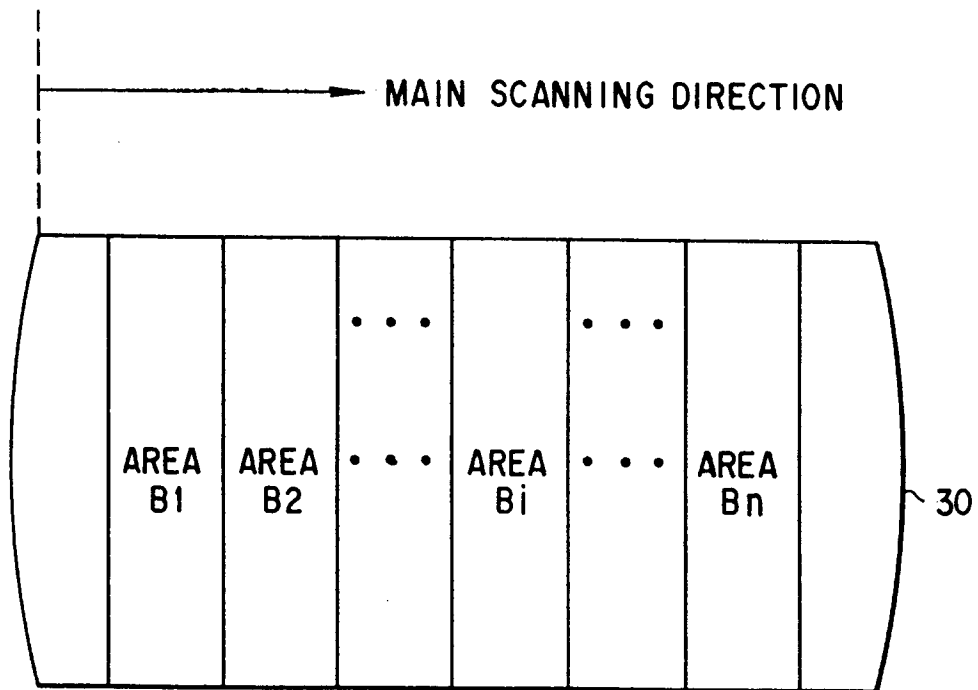 MAIN SCANNING DIRECTION
AREA B1
AREA B2
• • •
• • •
AREA Bi
• • •
• • •
AREA Bn
30